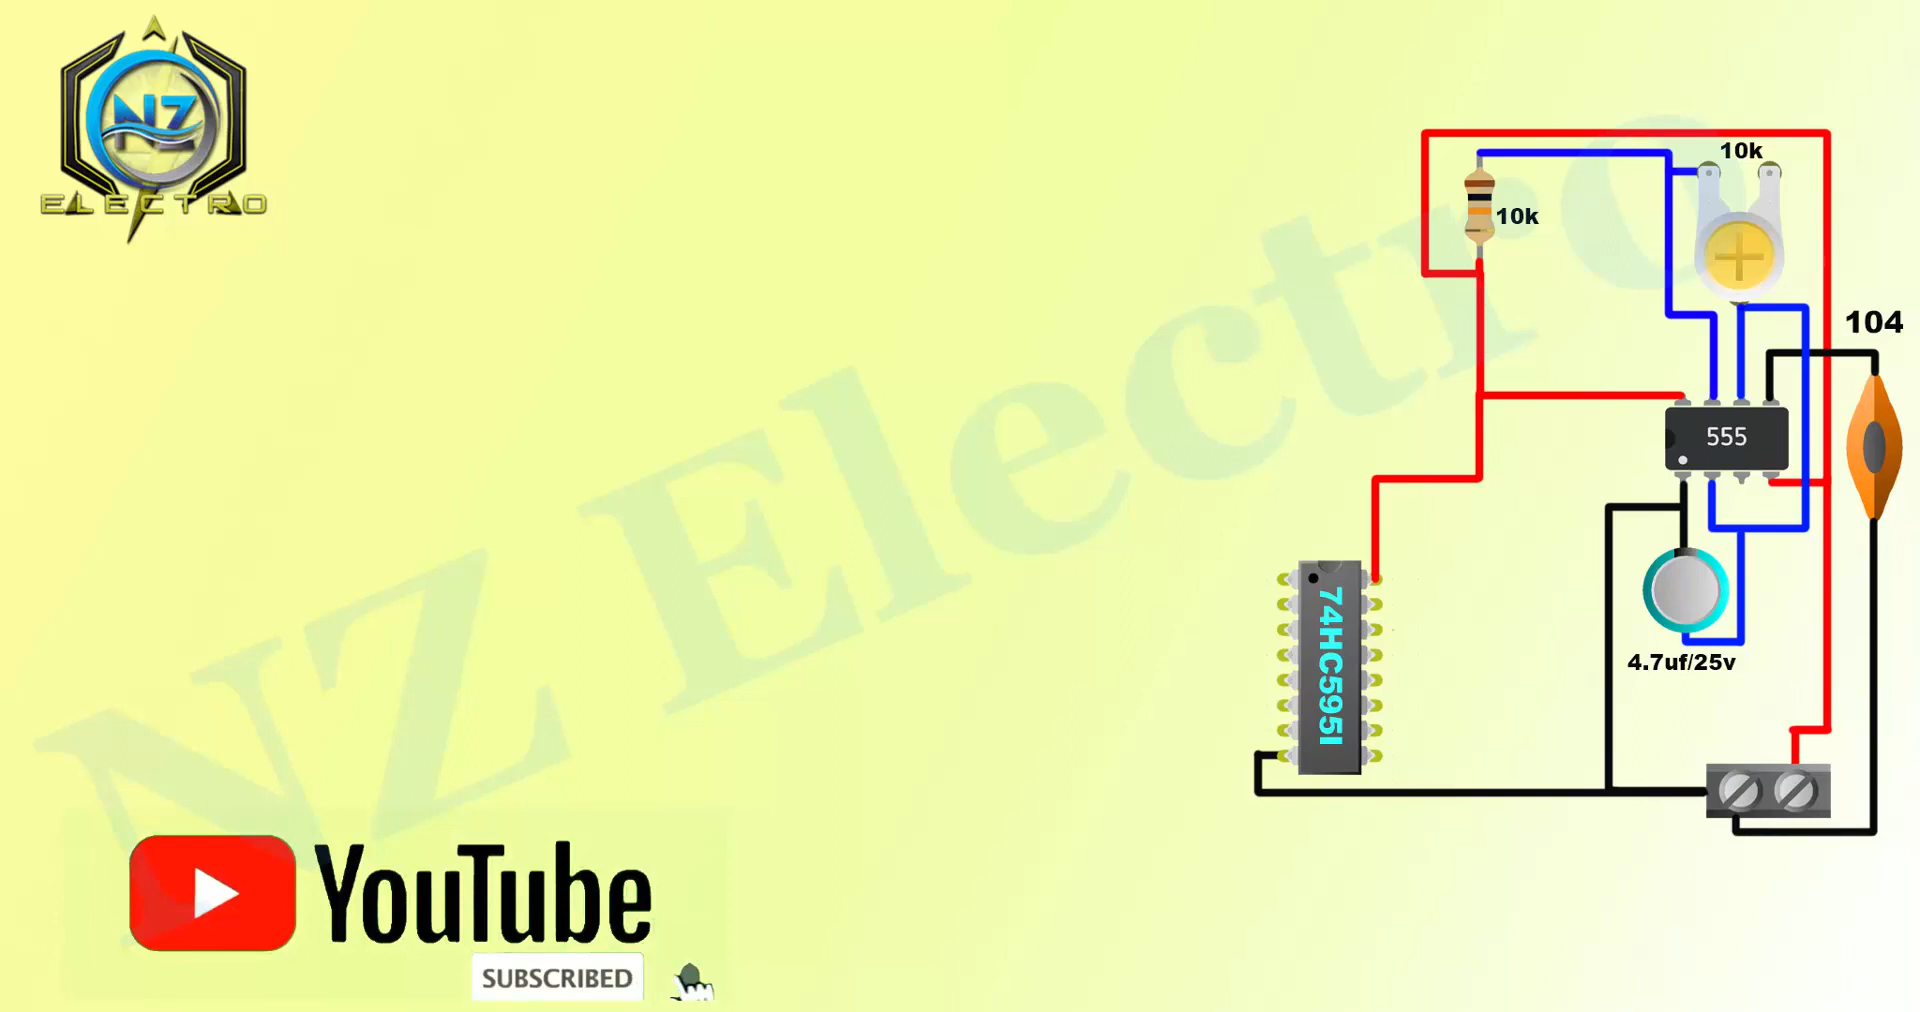 NZ
ELECTRO
10k
10k
104
NZ Electro
555
74HC595I
4.7uf/25v
YouTube
SUBSCRIBED